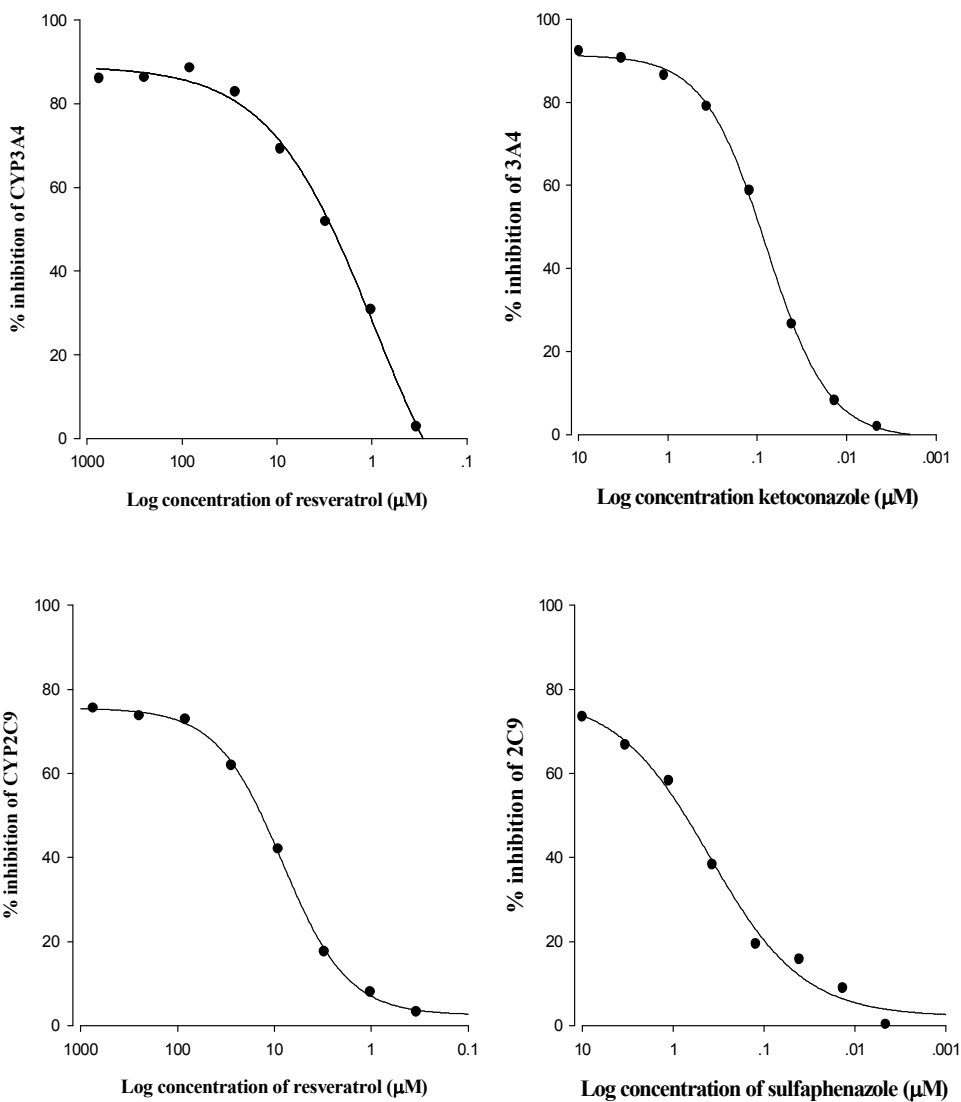 100
80
60
40
20
0
% inhibition of CYP3A4
1000 100 10 1 .1
Log concentration of resveratrol (μM)
100
80
60
40
20
0
% inhibition of 3A4
10 1 .1 .01 .001
Log concentration ketoconazole (μM)
100
80
60
40
20
0
% inhibition of CYP2C9
1000 100 10 1 0.1
Log concentration of resveratrol (μM)
100
80
60
40
20
0
% inhibition of 2C9
10 1 .1 .01 .001
Log concentration of sulfaphenazole (μM)